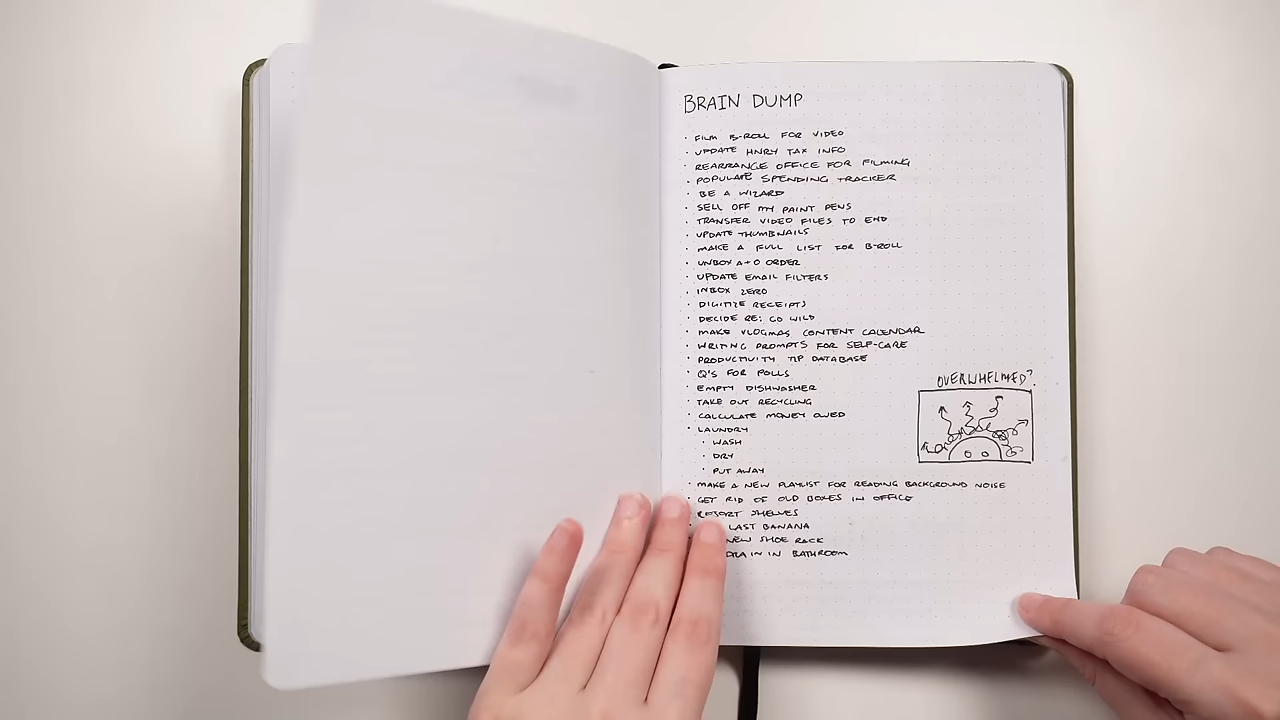 BRAIN DUMP
· FILM B-ROLL FOR VIDEO
· UPDATE HNRY TAX INFO
· REARRANGE OFFICE FOR FILMING
· POPULATE SPENDING TRACKER
· BE A WIZARD
· SELL OFF MY PAINT PENS
· TRANSFER VIDEO FILES TO EHD
· UPDATE THUMBNAILS
· MAKE A FULL LIST FOR B-ROLL
· UNBOX A+O ORDER
· UPDATE EMAIL FILTERS
· INBOX ZERO
· DIGITIZE RECEIPTS
· DECIDE RE: GO WILD
· MAKE VLOGMAS CONTENT CALENDAR
· WRITING PROMPTS FOR SELF-CARE
· PRODUCTIVITY TIP DATABASE
· Q'S FOR POLLS
· EMPTY DISHWASHER
· TAKE OUT RECYCLING
· CALCULATE MONEY OWED
· LAUNDRY
· WASH
· DRY
· PUT AWAY
· MAKE A NEW PLAYLIST FOR READING BACKGROUND NOISE
· GET RID OF OLD BOXES IN OFFICE
· RESORT SHELVES
LAST BANANA
NEW SHOE RACK
DRAIN IN BATHROOM
OVERWHELMED?